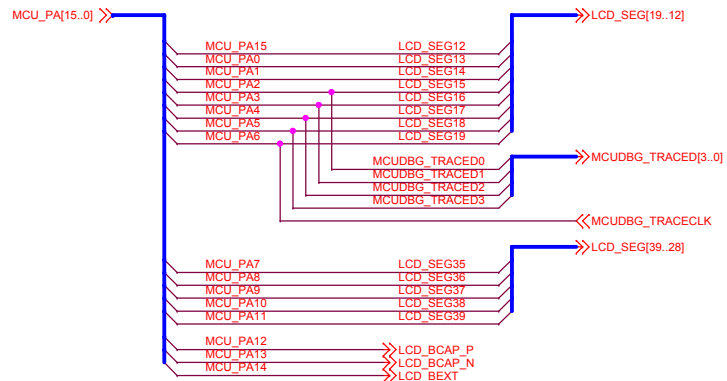 MCU_PA[15..0] LCD_SEG[19..12]
MCU_PA15 LCD_SEG12
MCU_PA0 LCD_SEG13
MCU_PA1 LCD_SEG14
MCU_PA2 LCD_SEG15
MCU_PA3 LCD_SEG16
MCU_PA4 LCD_SEG17
MCU_PA5 LCD_SEG18
MCU_PA6 LCD_SEG19
MCUDBG_TRACED0 MCUDBG_TRACED[3..0]
MCUDBG_TRACED1
MCUDBG_TRACED2
MCUDBG_TRACED3
MCUDBG_TRACECLK
LCD_SEG[39..28]
MCU_PA7 LCD_SEG35
MCU_PA8 LCD_SEG36
MCU_PA9 LCD_SEG37
MCU_PA10 LCD_SEG38
MCU_PA11 LCD_SEG39
MCU_PA12 LCD_BCAP_P
MCU_PA13 LCD_BCAP_N
MCU_PA14 LCD_BEXT